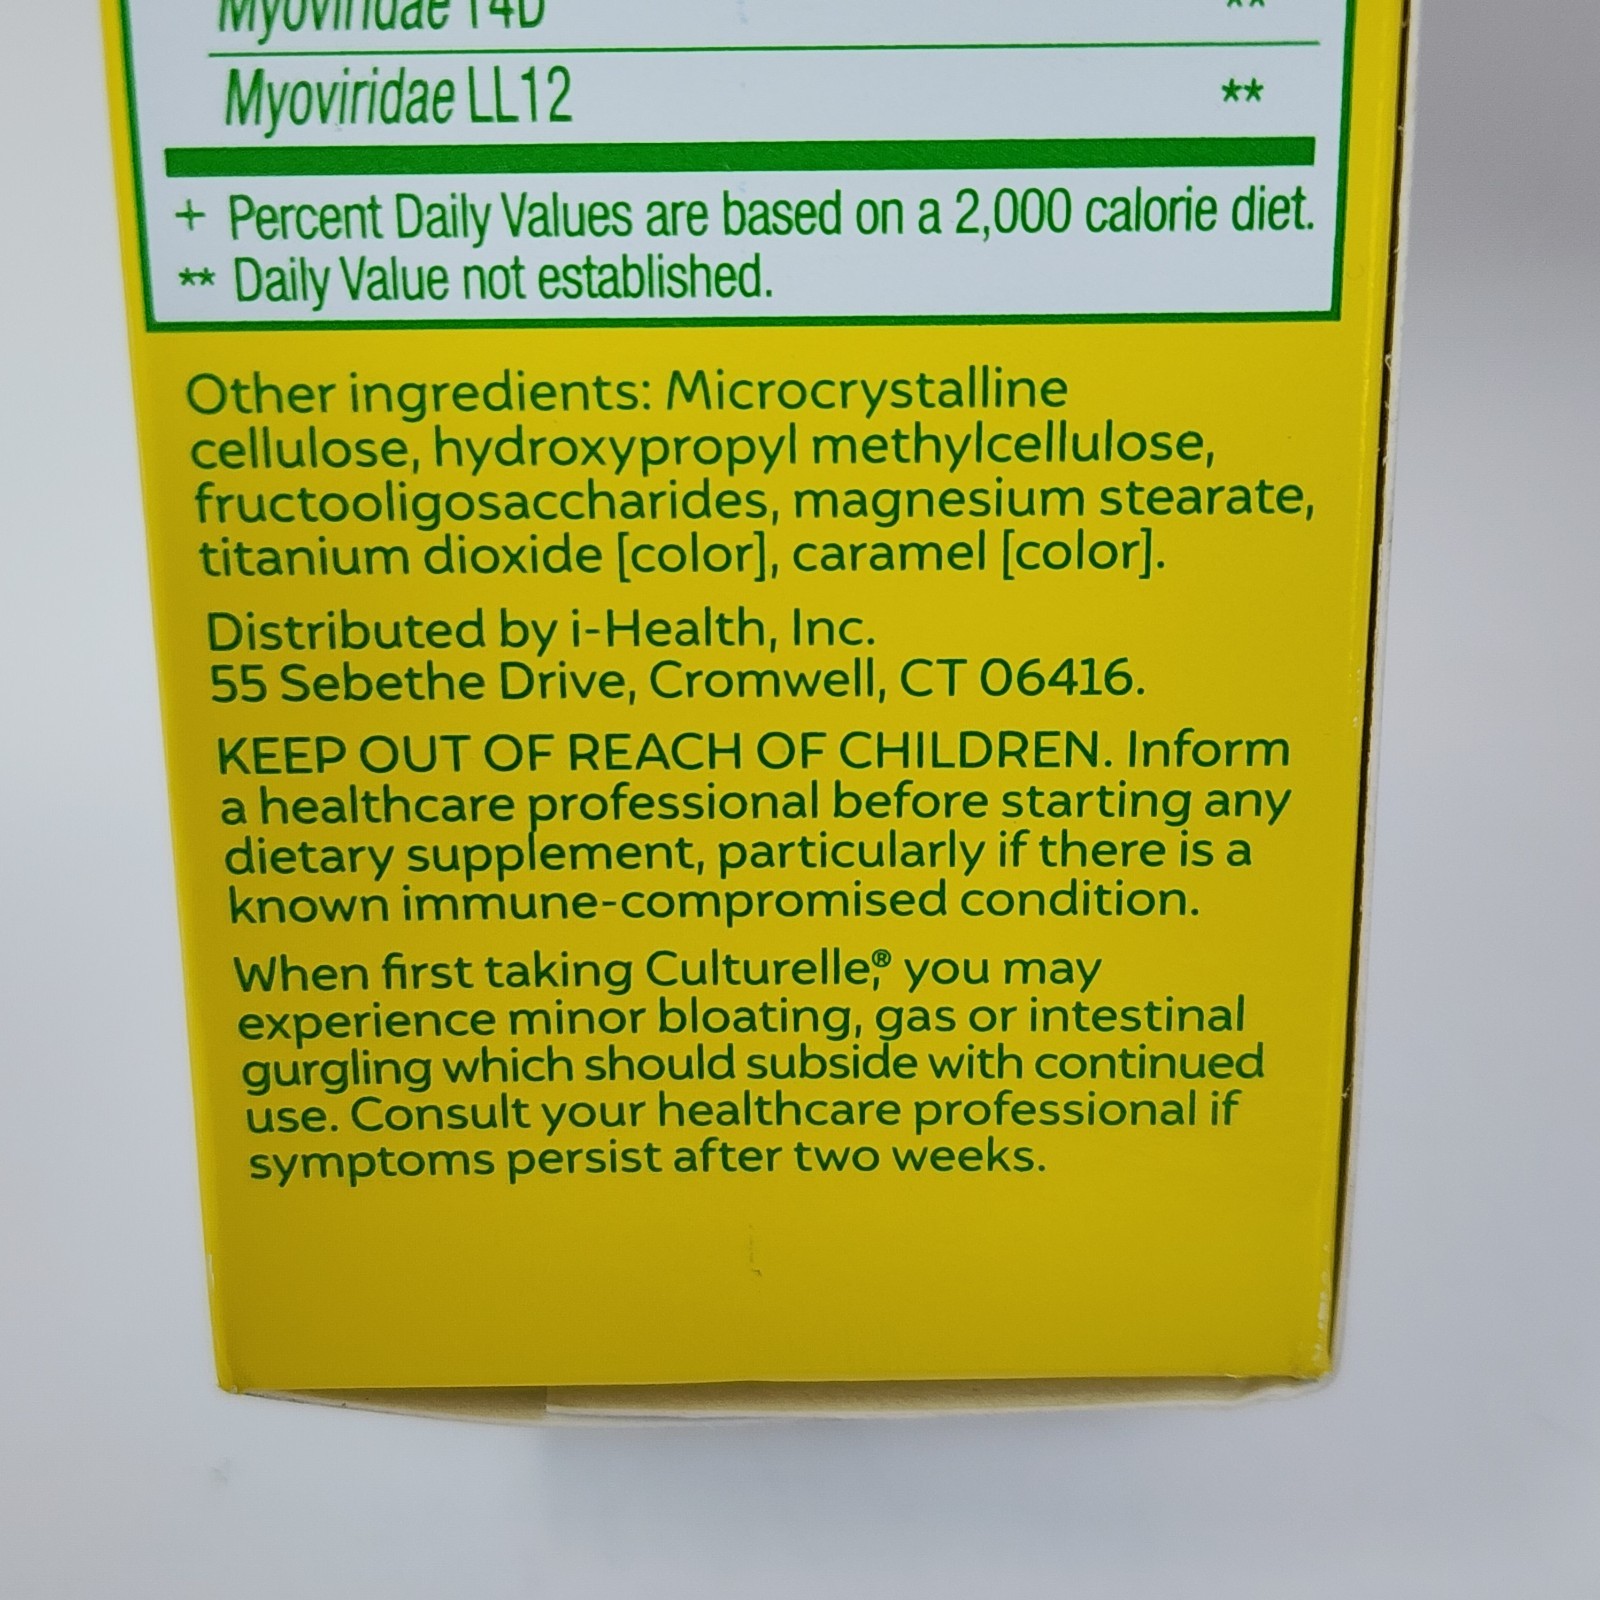 Myoviridae T4D **
Myoviridae LL12 **
+ Percent Daily Values are based on a 2,000 calorie diet.
** Daily Value not established.
Other ingredients: Microcrystalline
cellulose, hydroxypropyl methylcellulose,
fructooligosaccharides, magnesium stearate,
titanium dioxide [color], caramel [color].
Distributed by i-Health, Inc.
55 Sebethe Drive, Cromwell, CT 06416.
KEEP OUT OF REACH OF CHILDREN. Inform
a healthcare professional before starting any
dietary supplement, particularly if there is a
known immune-compromised condition.
When first taking Culturelle,® you may
experience minor bloating, gas or intestinal
gurgling which should subside with continued
use. Consult your healthcare professional if
symptoms persist after two weeks.